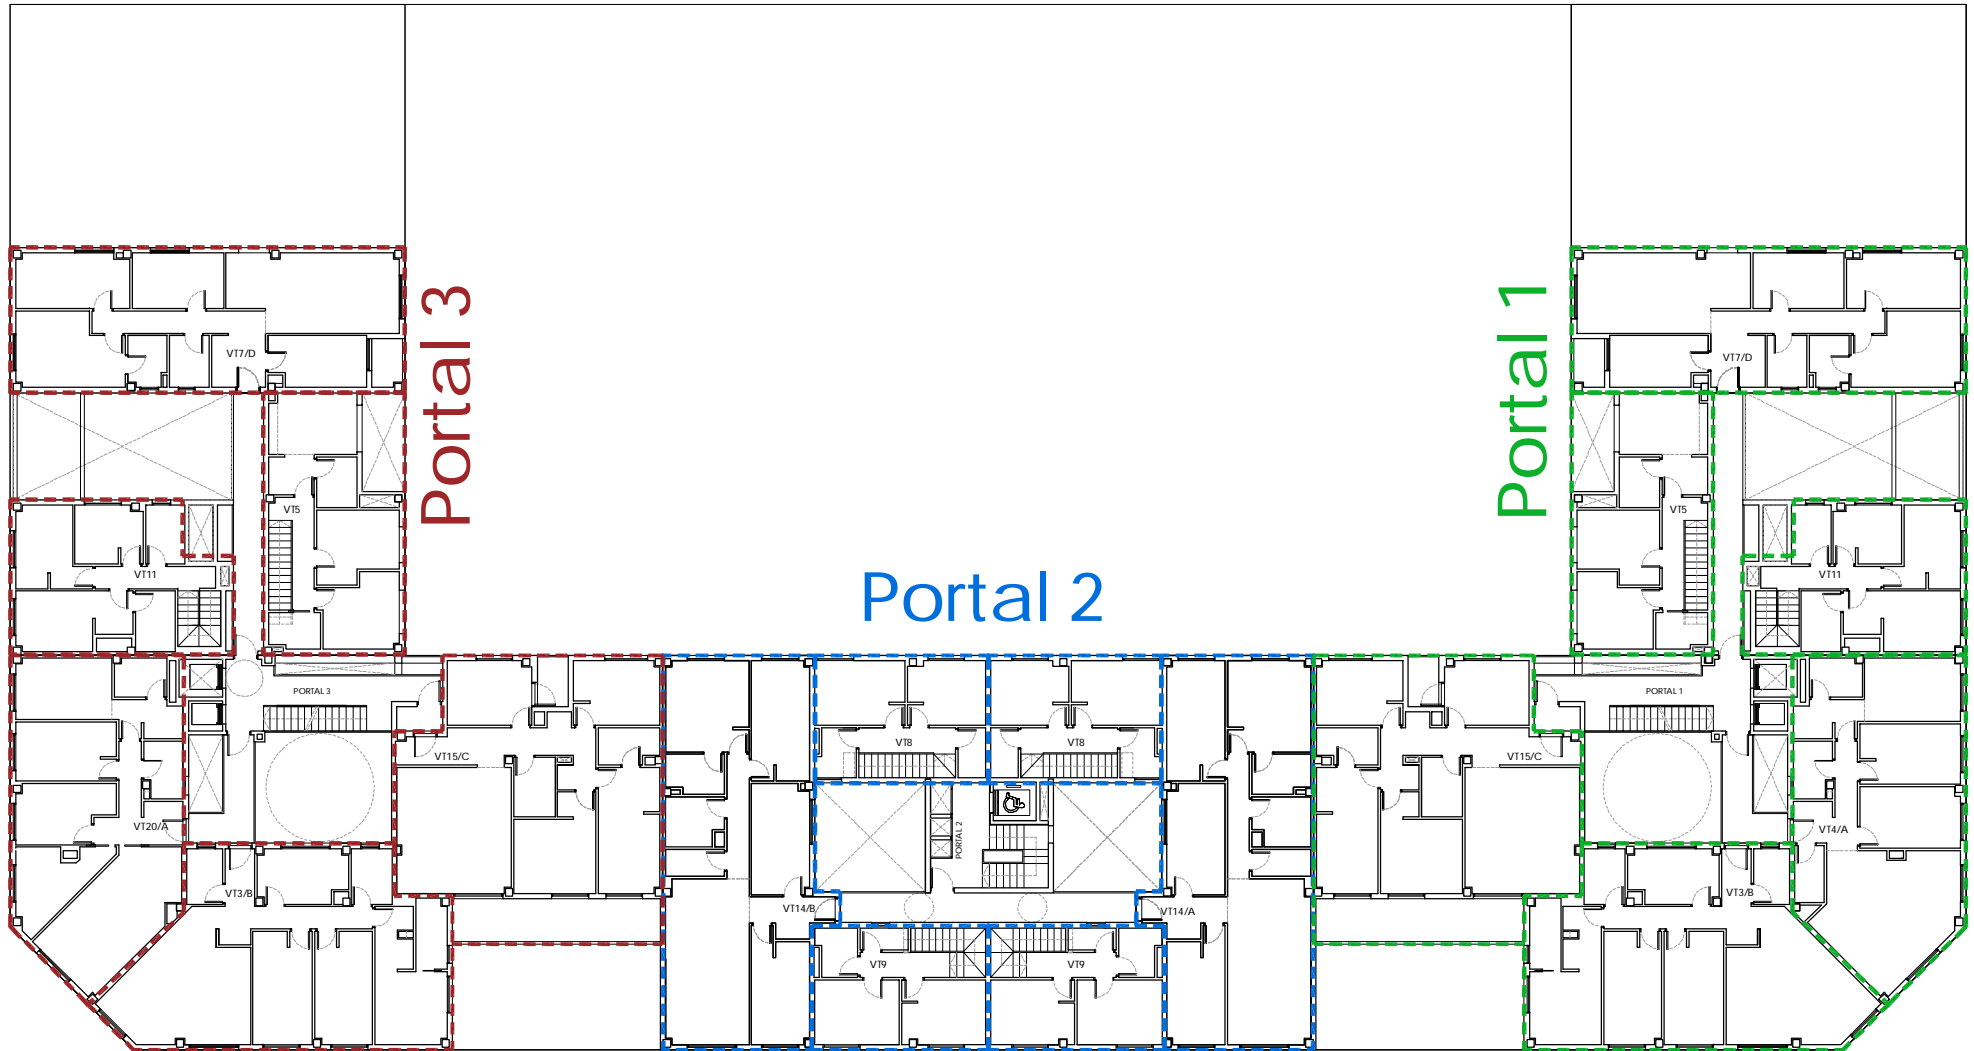 Portal 3
Portal 1
Portal 2
VT7/D
VT7/D
VT5
VT5
VT11
VT11
PORTAL 3
PORTAL 1
VT8
VT8
VT15/C
VT15/C
VT20/A
PORTAL 2
VT4/A
VT3/B
VT3/B
VT14/B
VT14/A
VT9
VT9